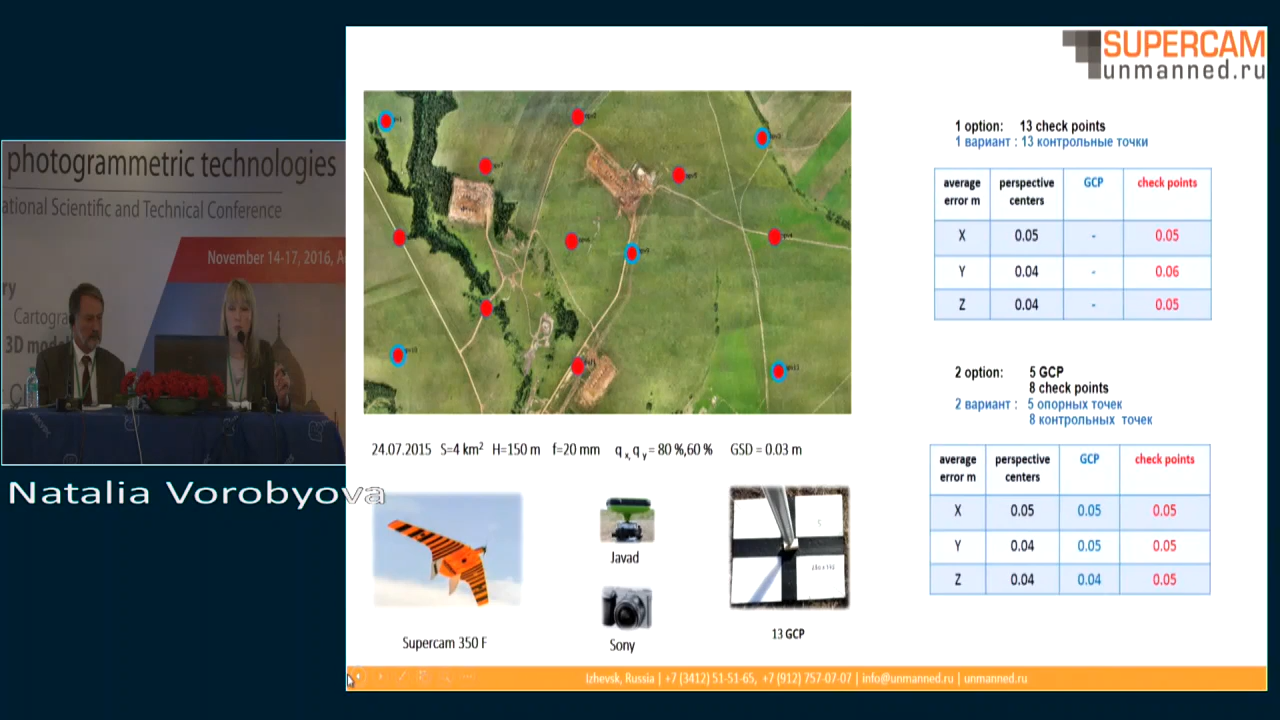 photogrammetric technologies
ational Scientific and Technical Conference
November 14-17, 2016, A
ry
Cartogra
3D mode
Natalia Vorobyova
SUPERCAM
unmanned.ru
1 option: 13 check points
1 вариант : 13 контрольные точки
average error m perspective centers GCP check points
X 0.05 - 0.05
Y 0.04 - 0.06
Z 0.04 - 0.05
2 option: 5 GCP
8 check points
2 вариант : 5 опорных точек
8 контрольных точек
average error m perspective centers GCP check points
X 0.05 0.05 0.05
Y 0.04 0.05 0.05
Z 0.04 0.04 0.05
24.07.2015 S=4 km² H=150 m f=20 mm q x, q y = 80 %,60 % GSD = 0.03 m
Javad
Supercam 350 F
Sony
13 GCP
Izhevsk, Russia | +7 (3412) 51-51-65, +7 (912) 757-07-07 | info@unmanned.ru | unmanned.ru